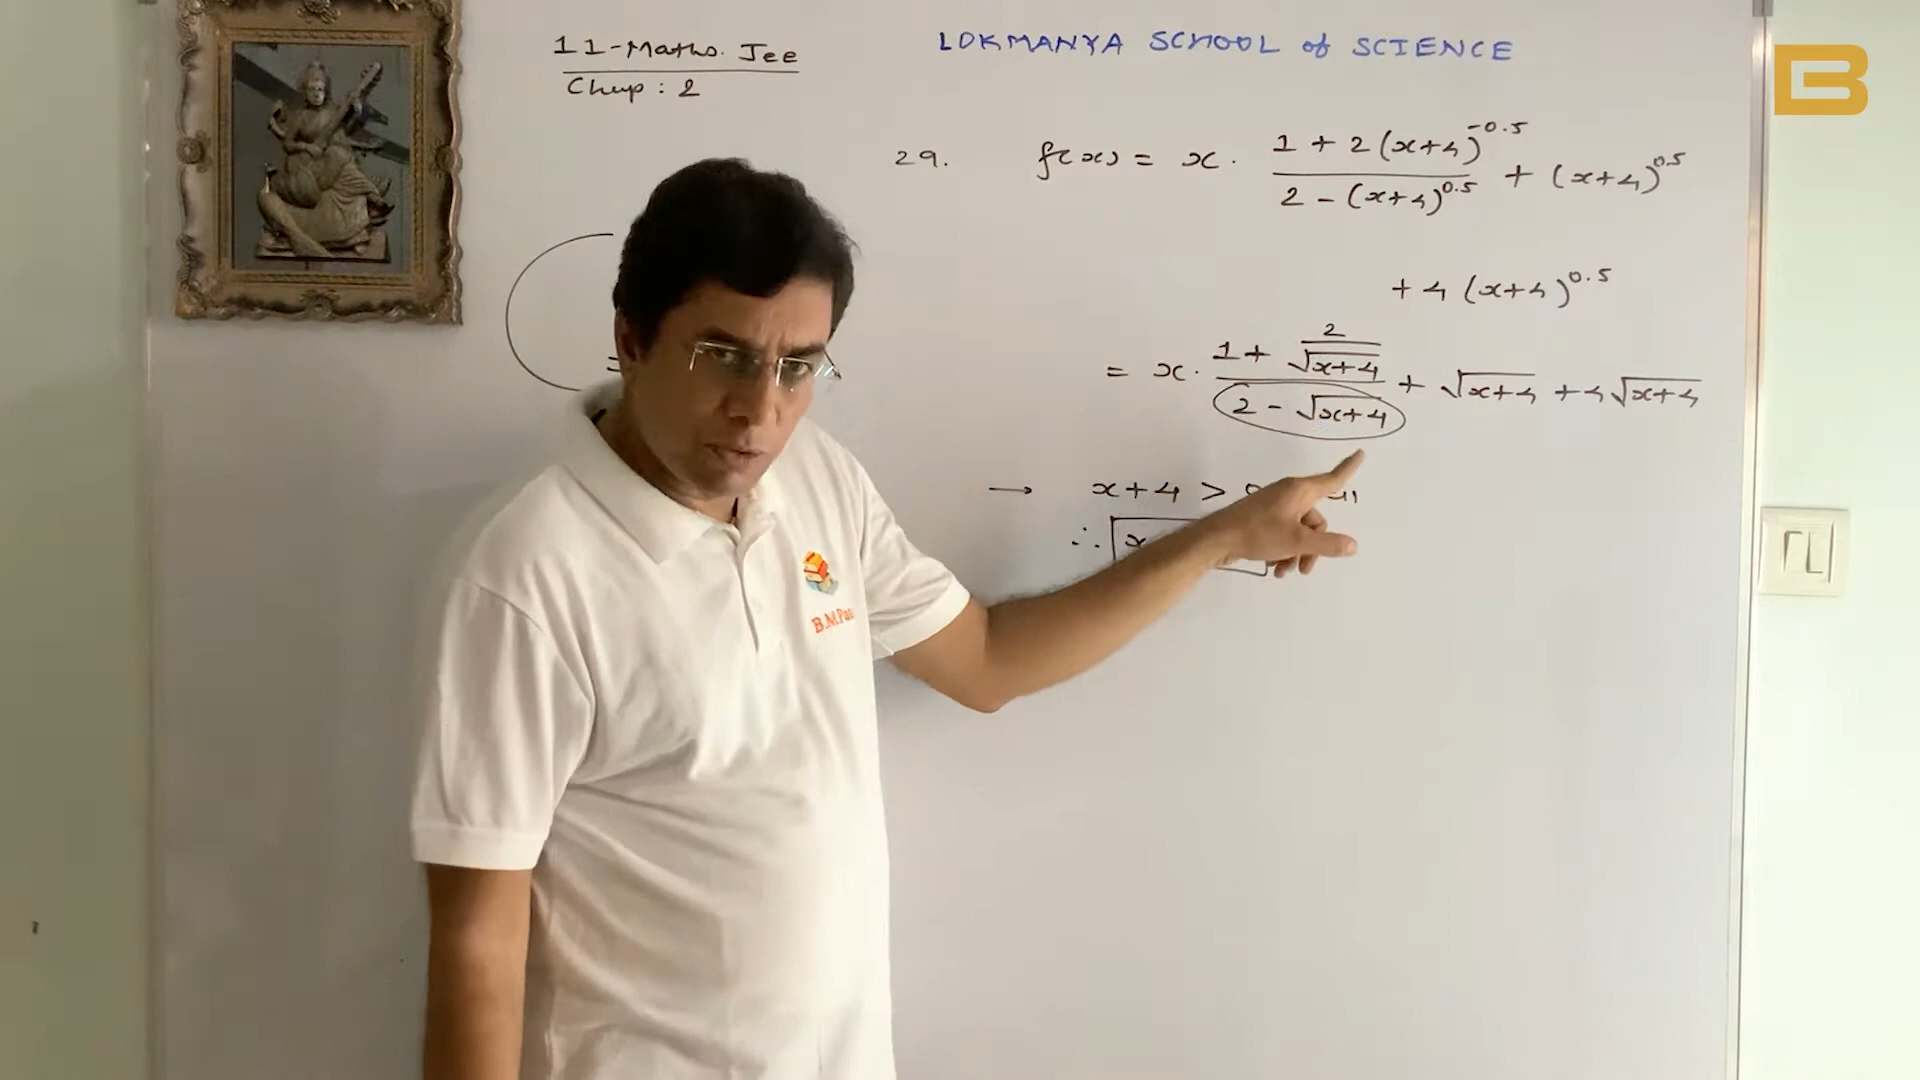 11-Maths. Jee
Chap : 2
LOKMANYA SCHOOL of SCIENCE
29. f(x) = x · (1 + 2(x+4)^-0.5) / (2 - (x+4)^0.5) + (x+4)^0.5
+ 4 (x+4)^0.5
= x · (1 + 2/√(x+4)) / (2 - √(x+4)) + √(x+4) + 4√(x+4)
→ x+4 >
∴ x
B.M.
B